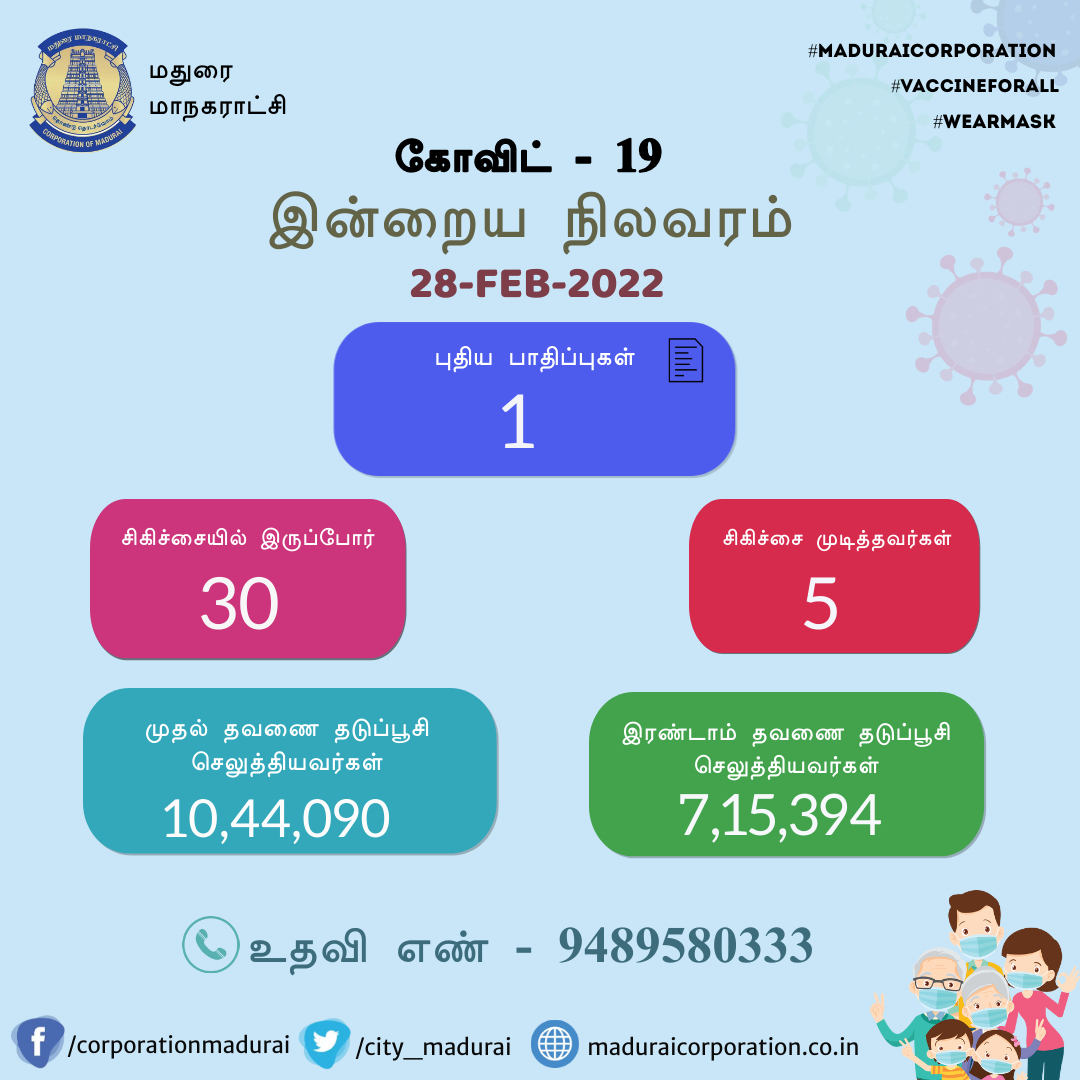 மதுரை மாநகராட்சி
CORPORATION OF MADURAI
மதுரை
மாநகராட்சி
#MADURAICORPORATION
#VACCINEFORALL
#WEARMASK
கோவிட் - 19
இன்றைய நிலவரம்
28-FEB-2022
புதிய பாதிப்புகள்
1
சிகிச்சையில் இருப்போர்
30
சிகிச்சை முடித்தவர்கள்
5
முதல் தவணை தடுப்பூசி
செலுத்தியவர்கள்
10,44,090
இரண்டாம் தவணை தடுப்பூசி
செலுத்தியவர்கள்
7,15,394
உதவி எண் - 9489580333
/corporationmadurai
/city_madurai
maduraicorporation.co.in